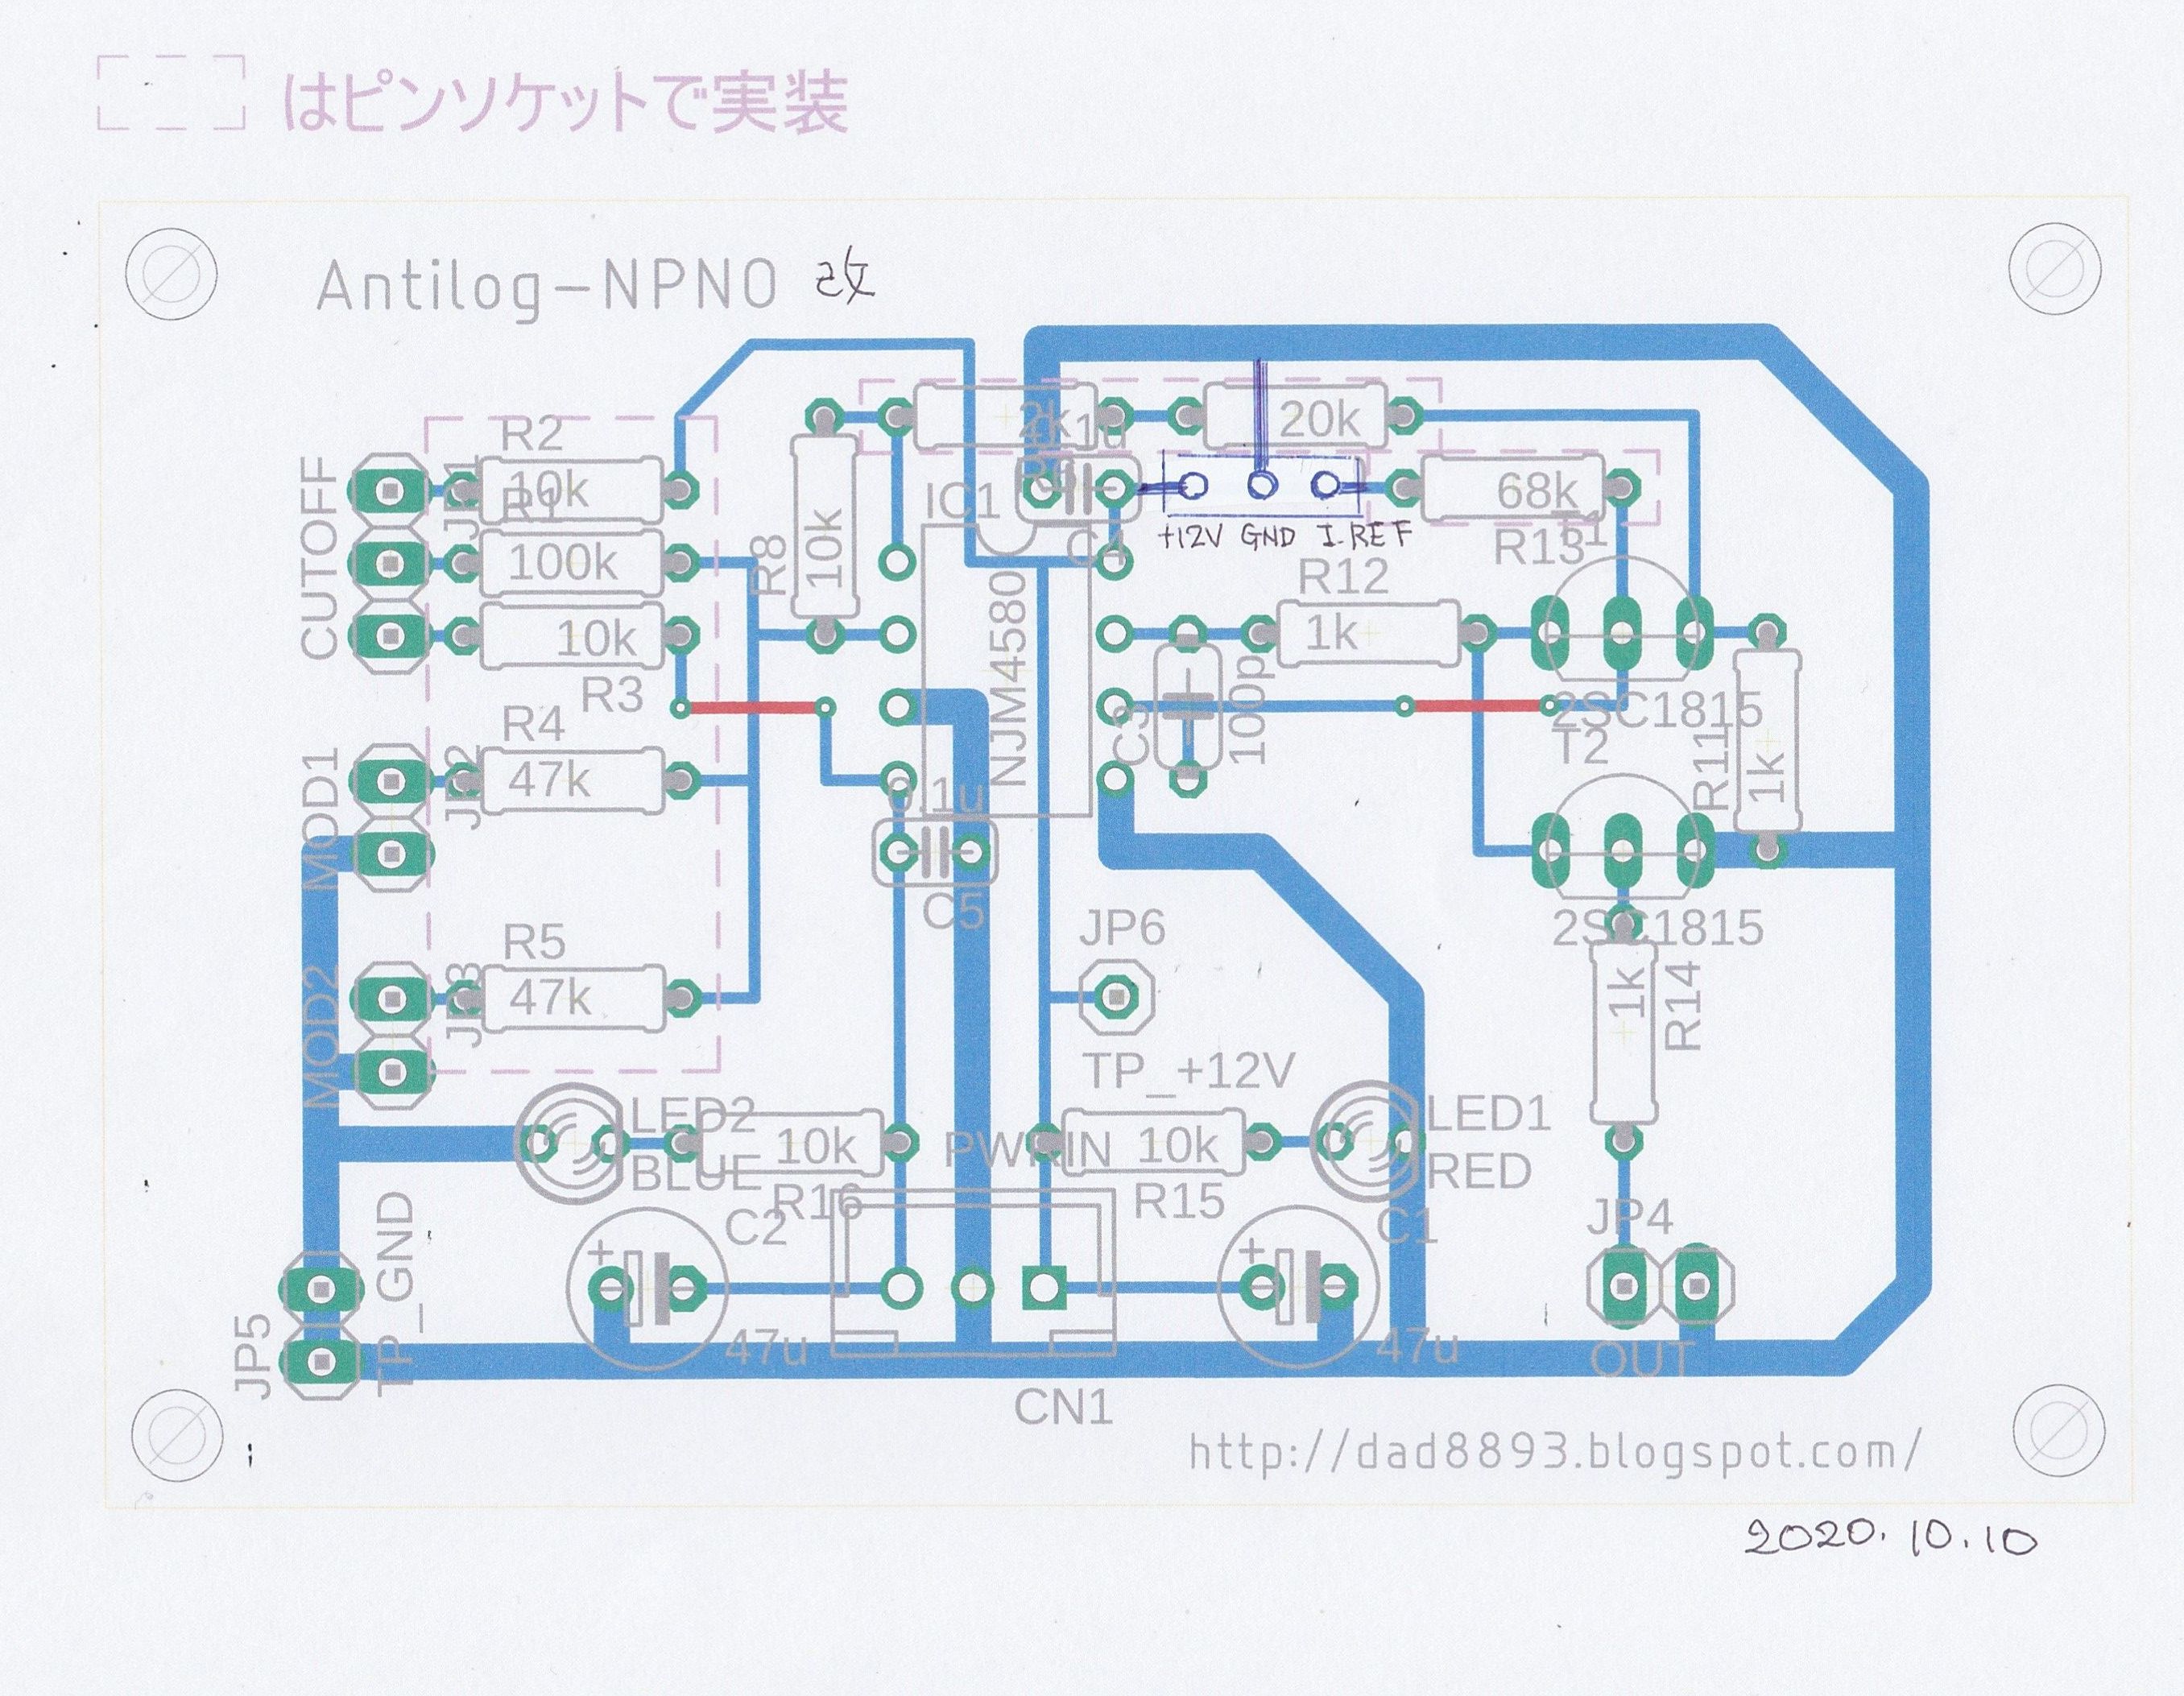 はピンソケットで実装
Antilog-NPNO 改
R2
10k
R1
100k
10k
R3
CUTOFF
JP1
R8
10k
2k
0.1u
20k
IC1
C4
+12V GND I.REF
68k
R13
T1
R12
1k
NJM4580
2SC1815
T2
R11
1k
C3
100p
R4
47k
MOD1
JP2
0.1u
C5
2SC1815
JP6
R5
47k
MOD2
JP3
1k
R14
TP_+12V
LED2
BLUE
10k
R16
PWRIN
10k
R15
LED1
RED
C2
47u
C1
47u
JP4
OUT
JP5
TP_GND
CN1
http://dad8893.blogspot.com/
2020.10.10